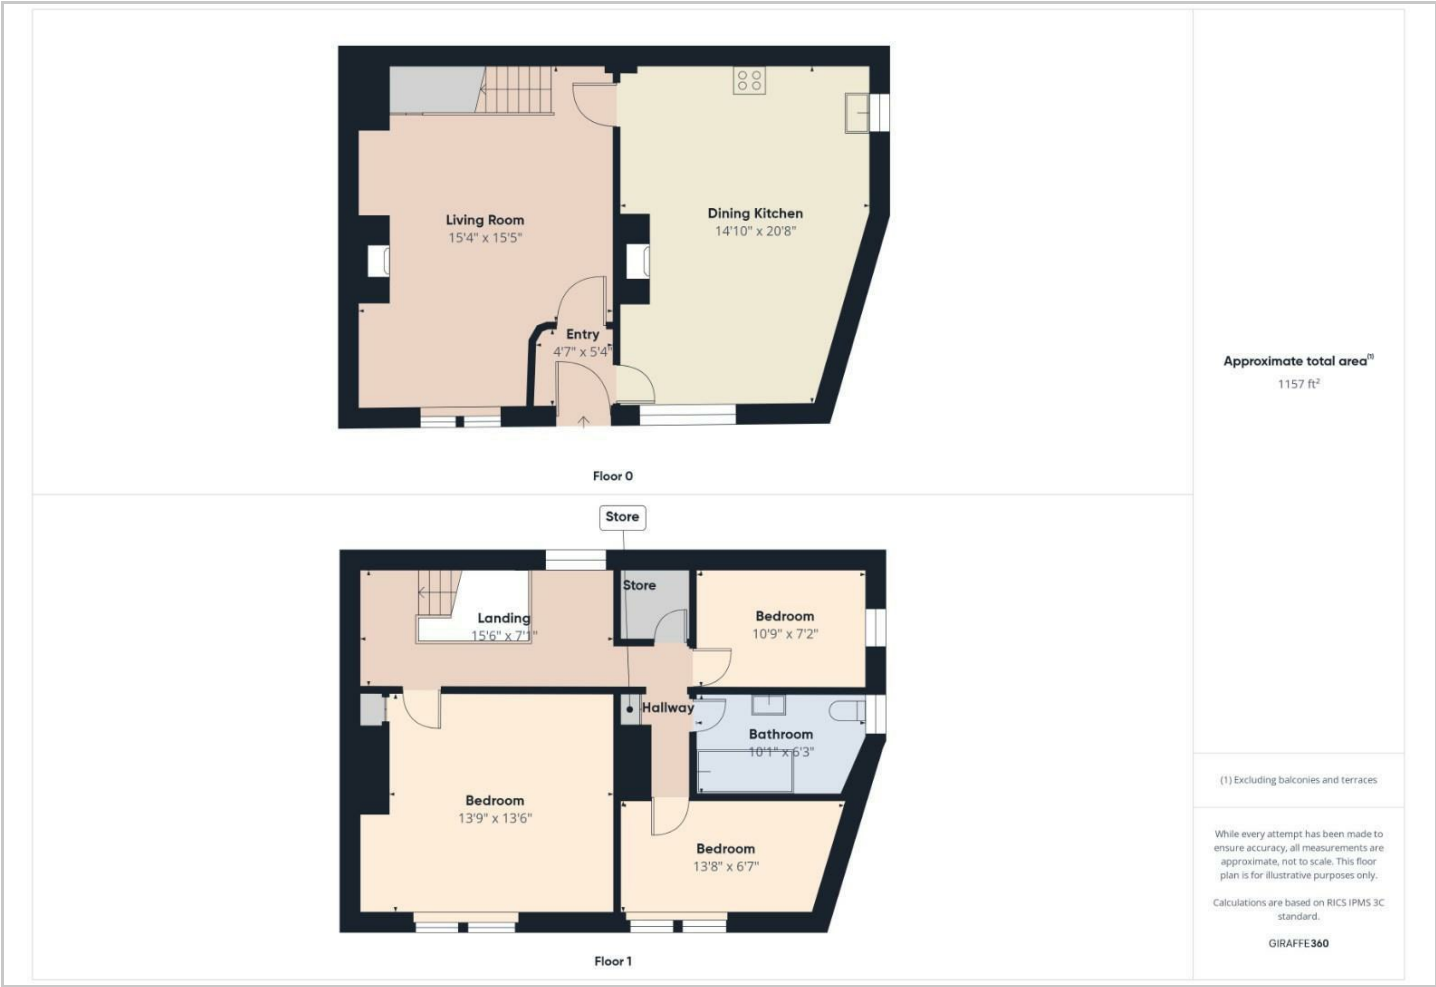 Living Room
15'4" x 15'5"
Dining Kitchen
14'10" x 20'8"
Entry
4'7" x 5'4"
Floor 0
Approximate total area(1)
1157 ft²
Store
Store
Landing
15'6" x 7'1"
Bedroom
10'9" x 7'2"
Hallway
Bathroom
10'1" x 6'3"
Bedroom
13'9" x 13'6"
Bedroom
13'8" x 6'7"
Floor 1
(1) Excluding balconies and terraces
While every attempt has been made to
ensure accuracy, all measurements are
approximate, not to scale. This floor
plan is for illustrative purposes only.
Calculations are based on RICS IPMS 3C
standard.
GIRAFFE360